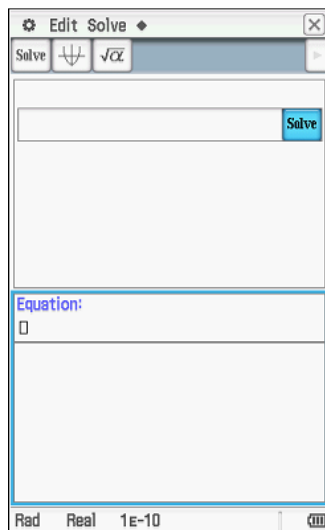 Edit Solve
Solve √α
Solve
Equation:
Rad Real 1E-10